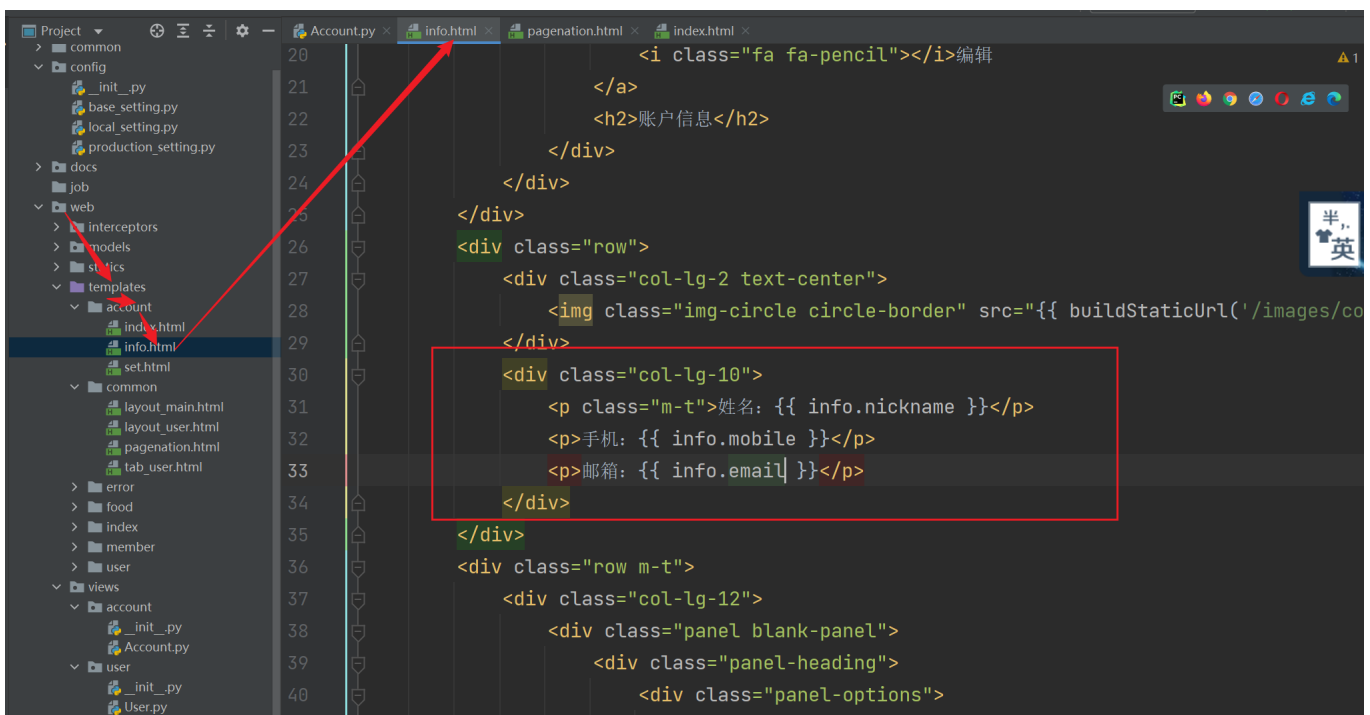 Project
Account.py
info.html
pagenation.html
index.html
common
config
__init__.py
base_setting.py
local_setting.py
production_setting.py
docs
job
web
interceptors
models
statics
templates
account
index.html
info.html
set.html
common
layout_main.html
layout_user.html
pagenation.html
tab_user.html
error
food
index
member
user
views
account
__init__.py
Account.py
user
__init__.py
User.py
20 <i class="fa fa-pencil"></i>编辑
21 </a>
22 <h2>账户信息</h2>
23 </div>
24 </div>
25 </div>
26 <div class="row">
27 <div class="col-lg-2 text-center">
28 <img class="img-circle circle-border" src="{{ buildStaticUrl('/images/co
29 </div>
30 <div class="col-lg-10">
31 <p class="m-t">姓名：{{ info.nickname }}</p>
32 <p>手机：{{ info.mobile }}</p>
33 <p>邮箱：{{ info.email }}</p>
34 </div>
35 </div>
36 <div class="row m-t">
37 <div class="col-lg-12">
38 <div class="panel blank-panel">
39 <div class="panel-heading">
40 <div class="panel-options">
1
PC
半
英